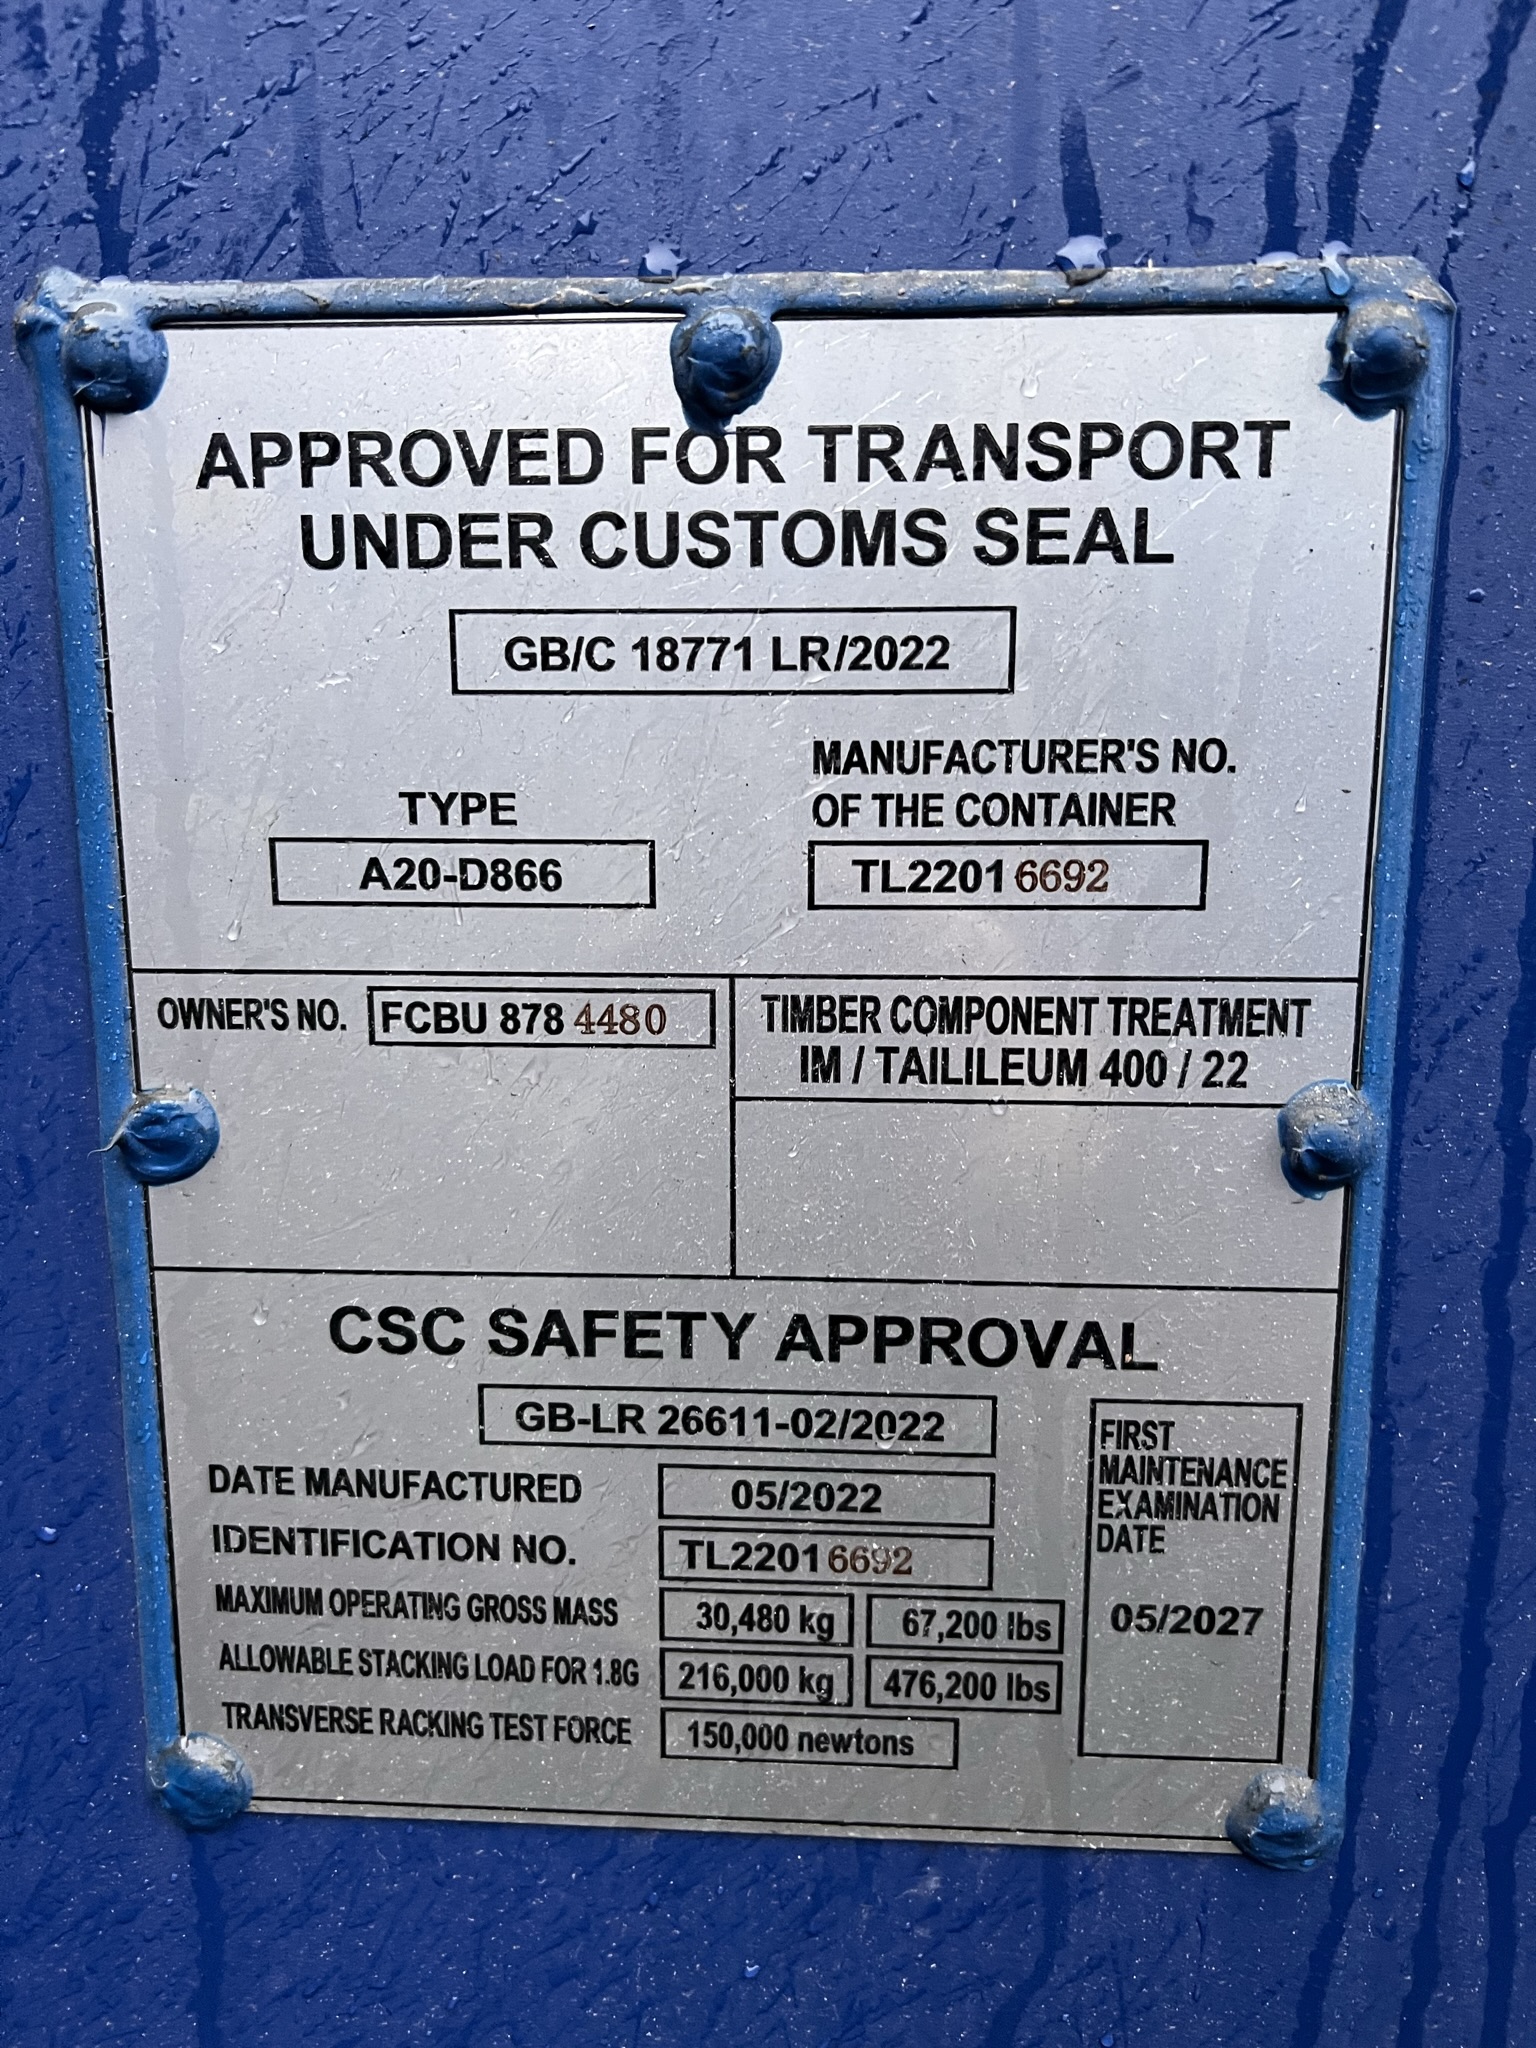 APPROVED FOR TRANSPORT
UNDER CUSTOMS SEAL
GB/C 18771 LR/2022
TYPE
A20-D866
MANUFACTURER'S NO.
OF THE CONTAINER
TL2201 6692
OWNER'S NO. FCBU 878 4480
TIMBER COMPONENT TREATMENT
IM / TAILILEUM 400 / 22
CSC SAFETY APPROVAL
GB-LR 26611-02/2022
DATE MANUFACTURED 05/2022
IDENTIFICATION NO. TL2201 6692
MAXIMUM OPERATING GROSS MASS 30,480 kg 67,200 lbs
ALLOWABLE STACKING LOAD FOR 1.8G 216,000 kg 476,200 lbs
TRANSVERSE RACKING TEST FORCE 150,000 newtons
FIRST
MAINTENANCE
EXAMINATION
DATE
05/2027